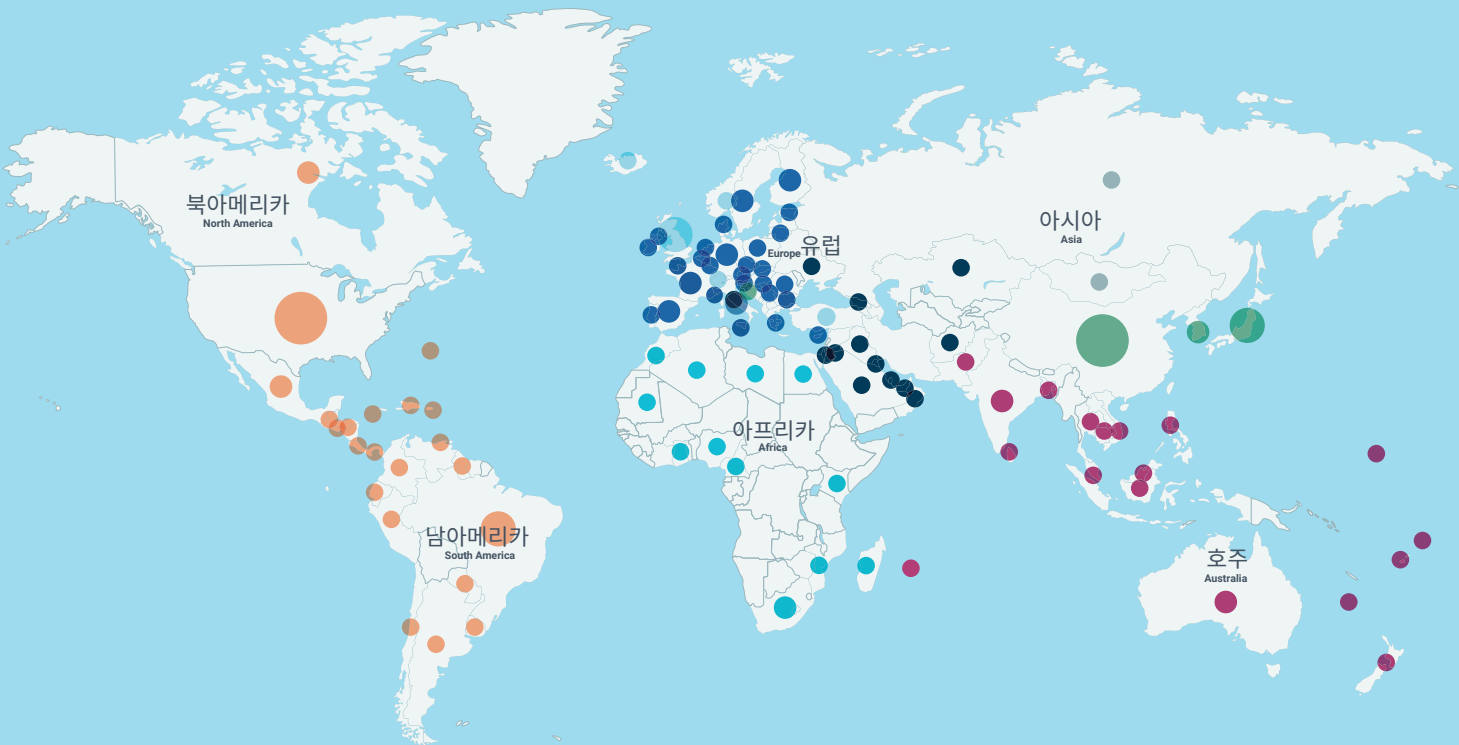 북아메리카
North America
유럽
Europe
아시아
Asia
아프리카
Africa
남아메리카
South America
호주
Australia